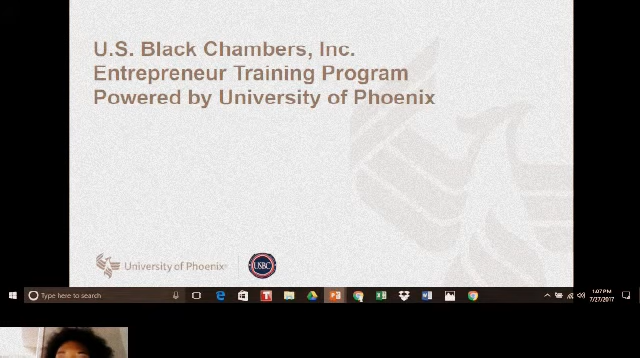 U.S. Black Chambers, Inc.
Entrepreneur Training Program
Powered by University of Phoenix
University of Phoenix®
USBC
Type here to search
1:07 PM
7/27/2017